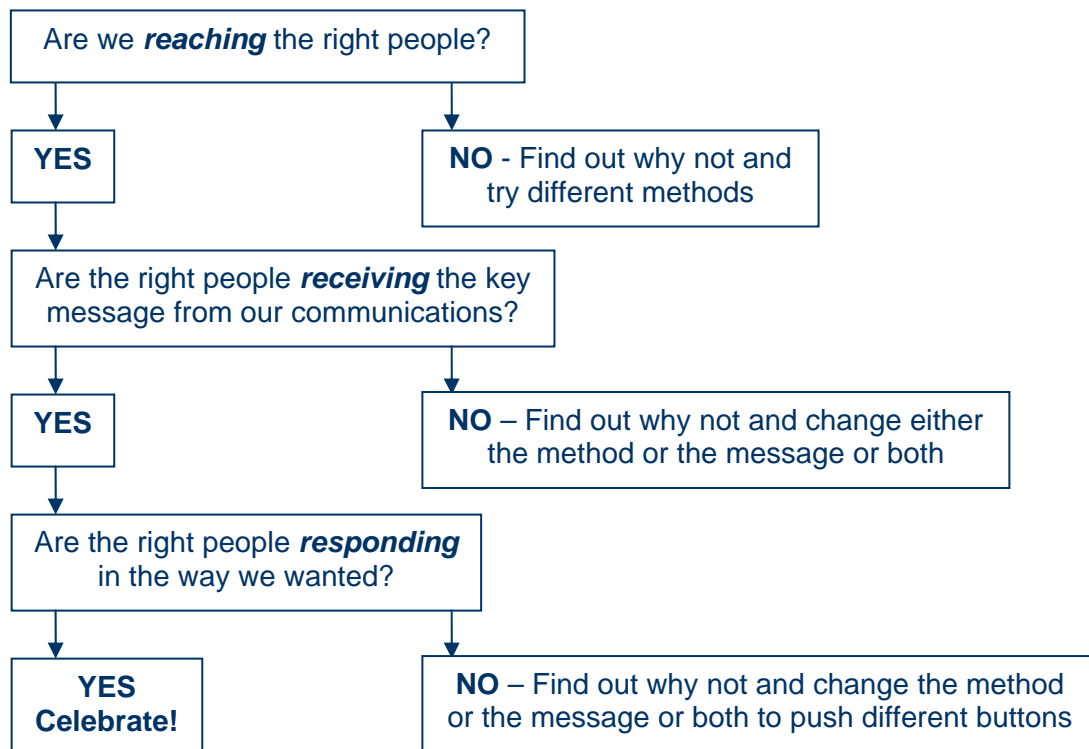 Are we reaching the right people?
YES
NO - Find out why not and
try different methods
Are the right people receiving the key
message from our communications?
YES
NO – Find out why not and change either
the method or the message or both
Are the right people responding
in the way we wanted?
YES
Celebrate!
NO – Find out why not and change the method
or the message or both to push different buttons